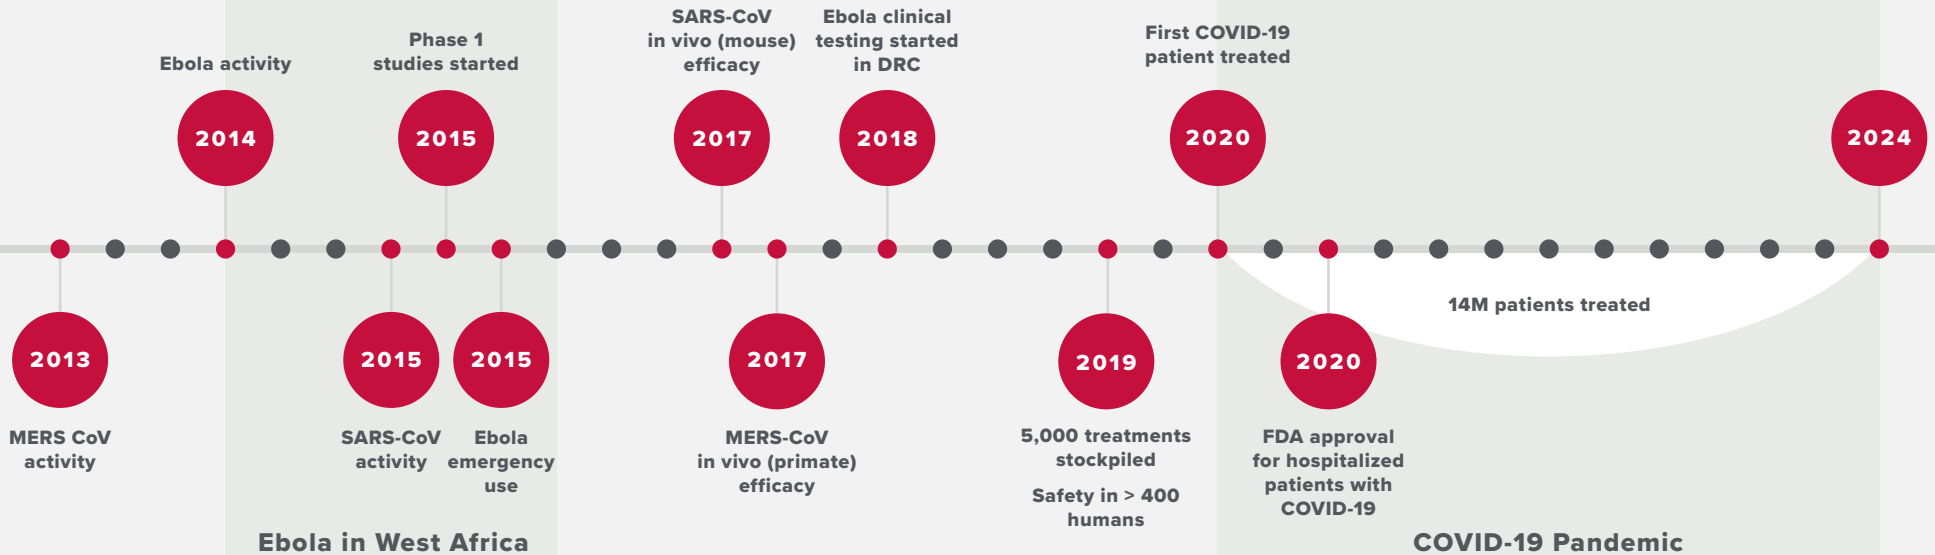 Ebola activity
2014
Phase 1
studies started
2015
SARS-CoV
in vivo (mouse)
efficacy
2017
Ebola clinical
testing started
in DRC
2018
First COVID-19
patient treated
2020
2024
2013
MERS CoV
activity
2015
SARS-CoV
activity
2015
Ebola
emergency
use
2017
MERS-CoV
in vivo (primate)
efficacy
2019
5,000 treatments
stockpiled
Safety in > 400
humans
2020
FDA approval
for hospitalized
patients with
COVID-19
14M patients treated
Ebola in West Africa
COVID-19 Pandemic